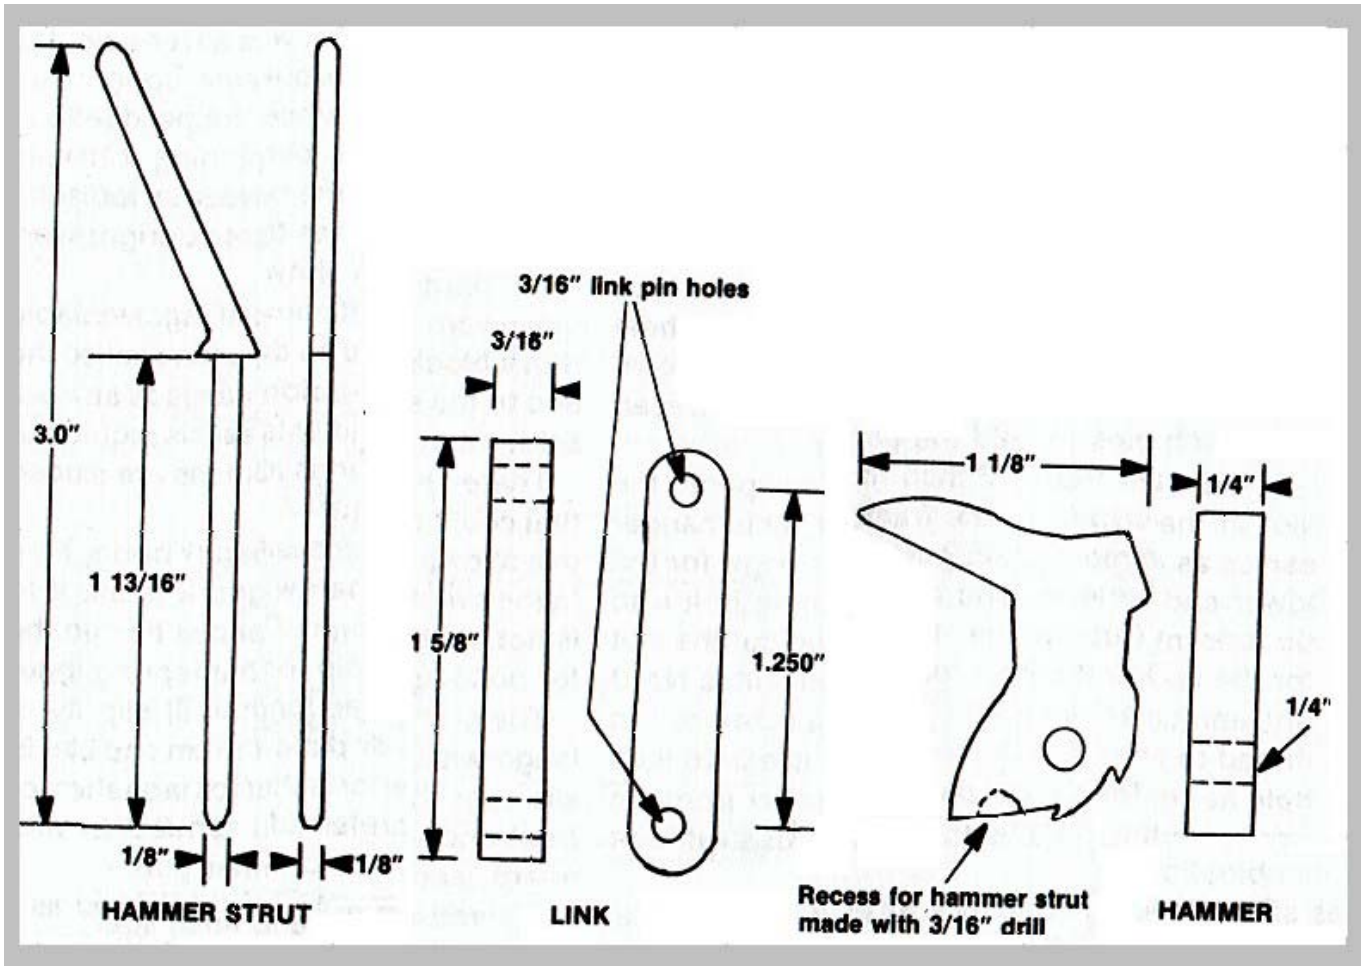 3.0"
1 13/16"
1/8"
1/8"
HAMMER STRUT
3/16" link pin holes
3/16"
1 5/8"
1.250"
LINK
1 1/8"
1/4"
1/4"
Recess for hammer strut
made with 3/16" drill
HAMMER